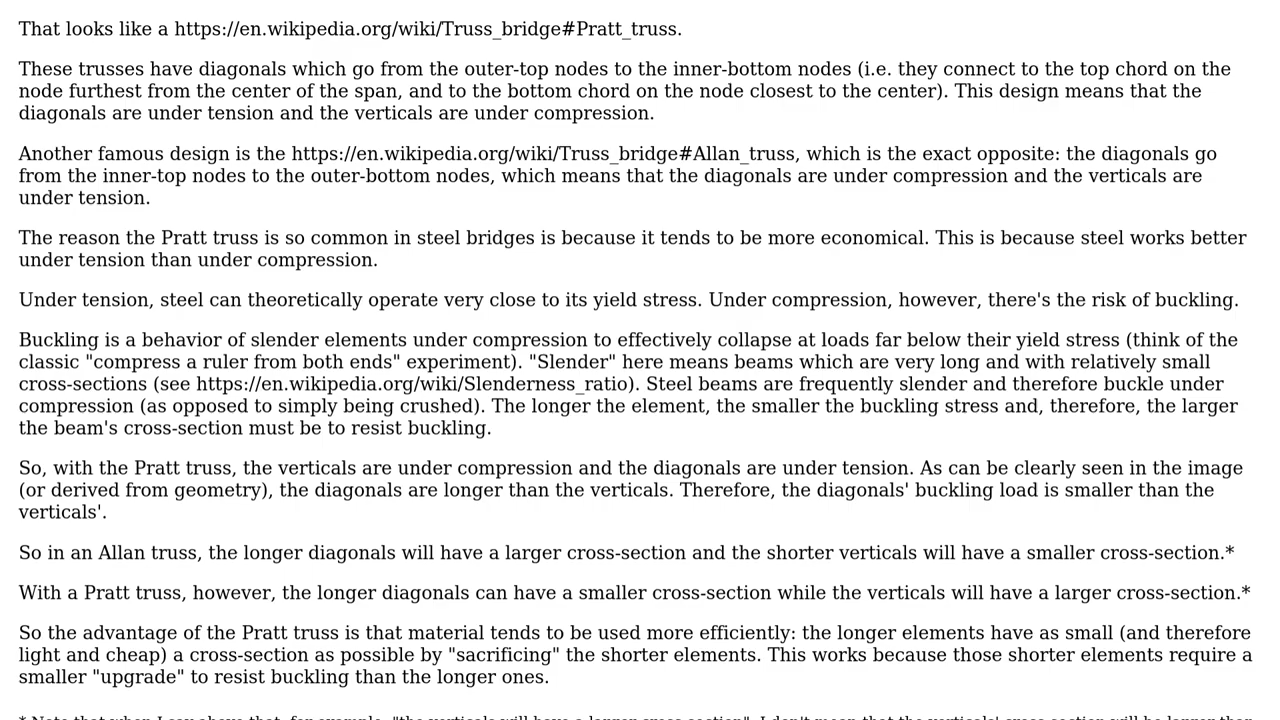 That looks like a https://en.wikipedia.org/wiki/Truss_bridge#Pratt_truss.
These trusses have diagonals which go from the outer-top nodes to the inner-bottom nodes (i.e. they connect to the top chord on the
node furthest from the center of the span, and to the bottom chord on the node closest to the center). This design means that the
diagonals are under tension and the verticals are under compression.
Another famous design is the https://en.wikipedia.org/wiki/Truss_bridge#Allan_truss, which is the exact opposite: the diagonals go
from the inner-top nodes to the outer-bottom nodes, which means that the diagonals are under compression and the verticals are
under tension.
The reason the Pratt truss is so common in steel bridges is because it tends to be more economical. This is because steel works better
under tension than under compression.
Under tension, steel can theoretically operate very close to its yield stress. Under compression, however, there's the risk of buckling.
Buckling is a behavior of slender elements under compression to effectively collapse at loads far below their yield stress (think of the
classic "compress a ruler from both ends" experiment). "Slender" here means beams which are very long and with relatively small
cross-sections (see https://en.wikipedia.org/wiki/Slenderness_ratio). Steel beams are frequently slender and therefore buckle under
compression (as opposed to simply being crushed). The longer the element, the smaller the buckling stress and, therefore, the larger
the beam's cross-section must be to resist buckling.
So, with the Pratt truss, the verticals are under compression and the diagonals are under tension. As can be clearly seen in the image
(or derived from geometry), the diagonals are longer than the verticals. Therefore, the diagonals' buckling load is smaller than the
verticals'.
So in an Allan truss, the longer diagonals will have a larger cross-section and the shorter verticals will have a smaller cross-section.*
With a Pratt truss, however, the longer diagonals can have a smaller cross-section while the verticals will have a larger cross-section.*
So the advantage of the Pratt truss is that material tends to be used more efficiently: the longer elements have as small (and therefore
light and cheap) a cross-section as possible by "sacrificing" the shorter elements. This works because those shorter elements require a
smaller "upgrade" to resist buckling than the longer ones.